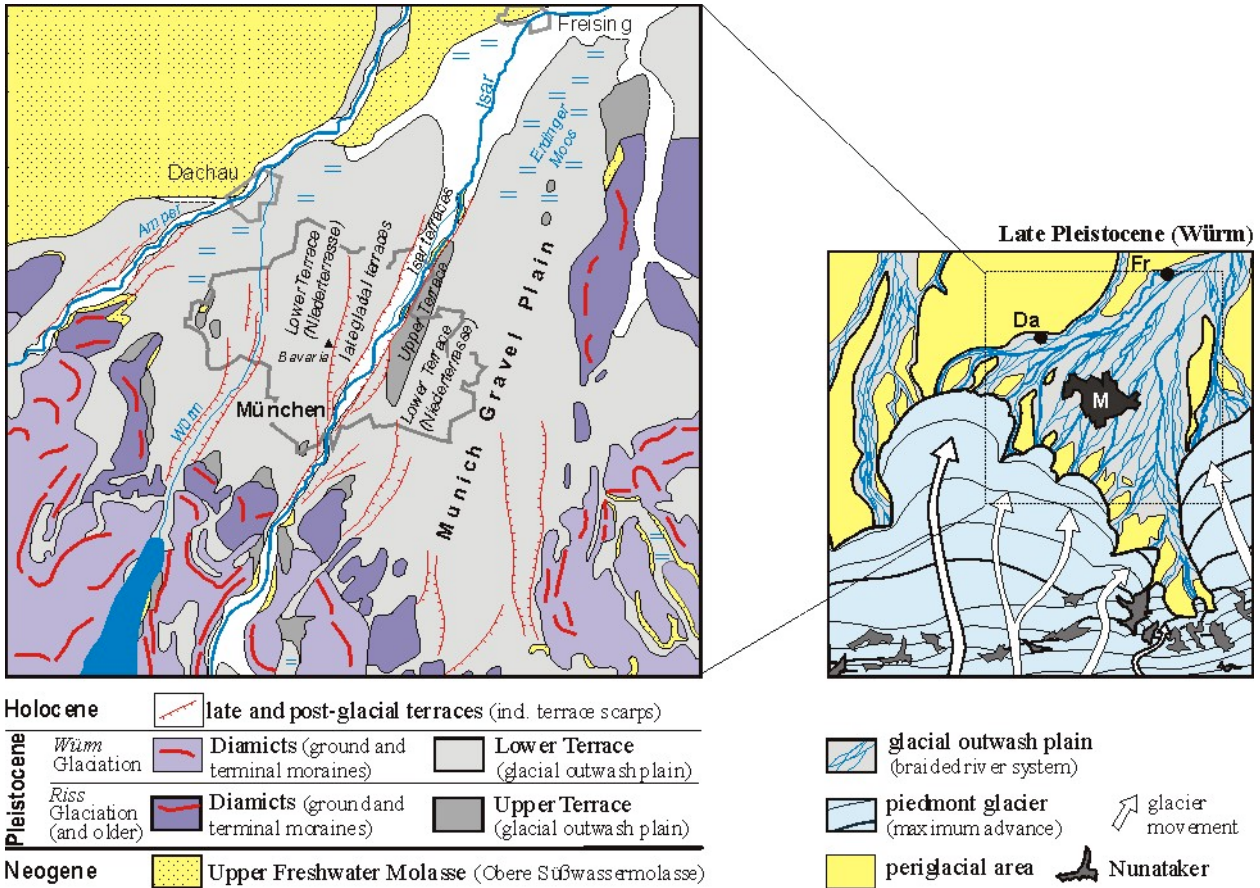 Freising
Isar
Erdinger
Moos
Dachau
Amper
Isar terraces
Lower Terrace
(Niederterrasse)
lateglacial terraces
Upper Terrace
Bavaria
Lower Terrace
(Niederterrasse)
München
Würm
Munich Gravel Plain
Late Pleistocene (Würm)
Fr
Da
M
Holocene
late and post-glacial terraces (incl. terrace scarps)
Pleistocene
Würm
Glaciation
Diamicts (ground and
terminal moraines)
Lower Terrace
(glacial outwash plain)
Riss
Glaciation
(and older)
Diamicts (ground and
terminal moraines)
Upper Terrace
(glacial outwash plain)
Neogene
Upper Freshwater Molasse (Obere Süßwassermolasse)
glacial outwash plain
(braided river system)
piedmont glacier
(maximum advance)
glacier
movement
periglacial area
Nunataker